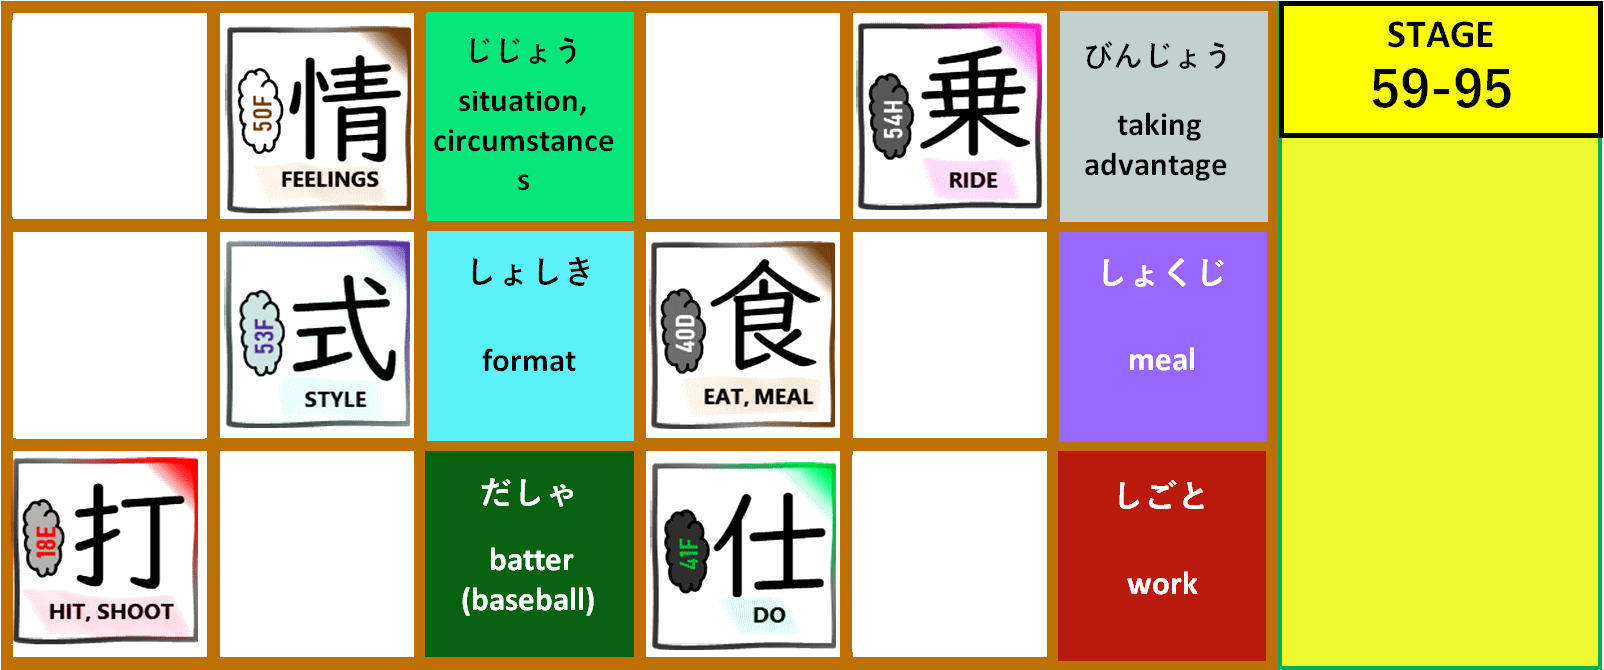 50F
情
FEELINGS
じじょう
situation,
circumstance
s
54H
乗
RIDE
びんじょう
taking
advantage
STAGE
59-95
53F
式
STYLE
しょしき
format
40D
食
EAT, MEAL
しょくじ
meal
18E
打
HIT, SHOOT
だしゃ
batter
(baseball)
41F
仕
DO
しごと
work